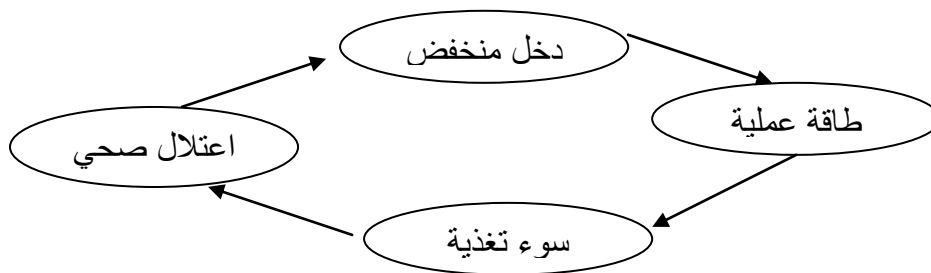 دخل منخفض
طاقة عملية
اعتلال صحي
سوء تغذية